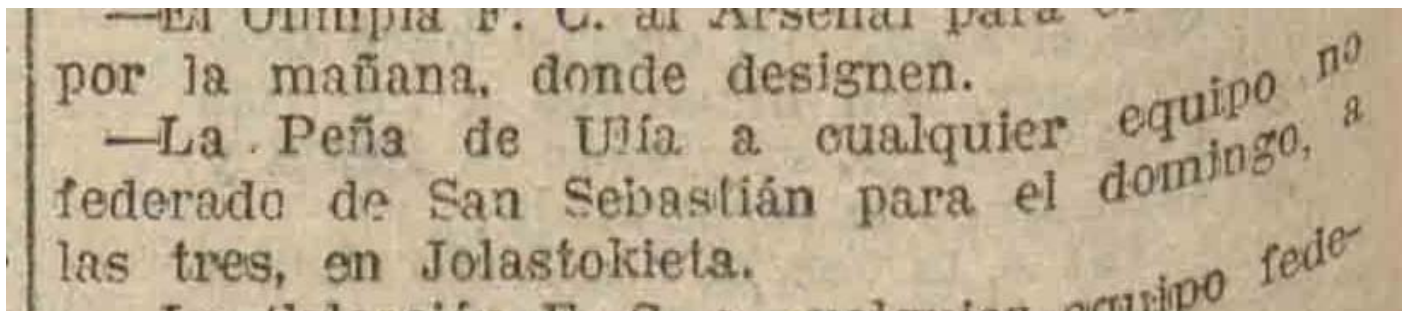 —El Olimpia F. C. al Arsenal para
por la mañana, donde designen.
—La Peña de Ulía a cualquier equipo no
federado de San Sebastián para el domingo, a
las tres, en Jolastokieta.
equipo fede-